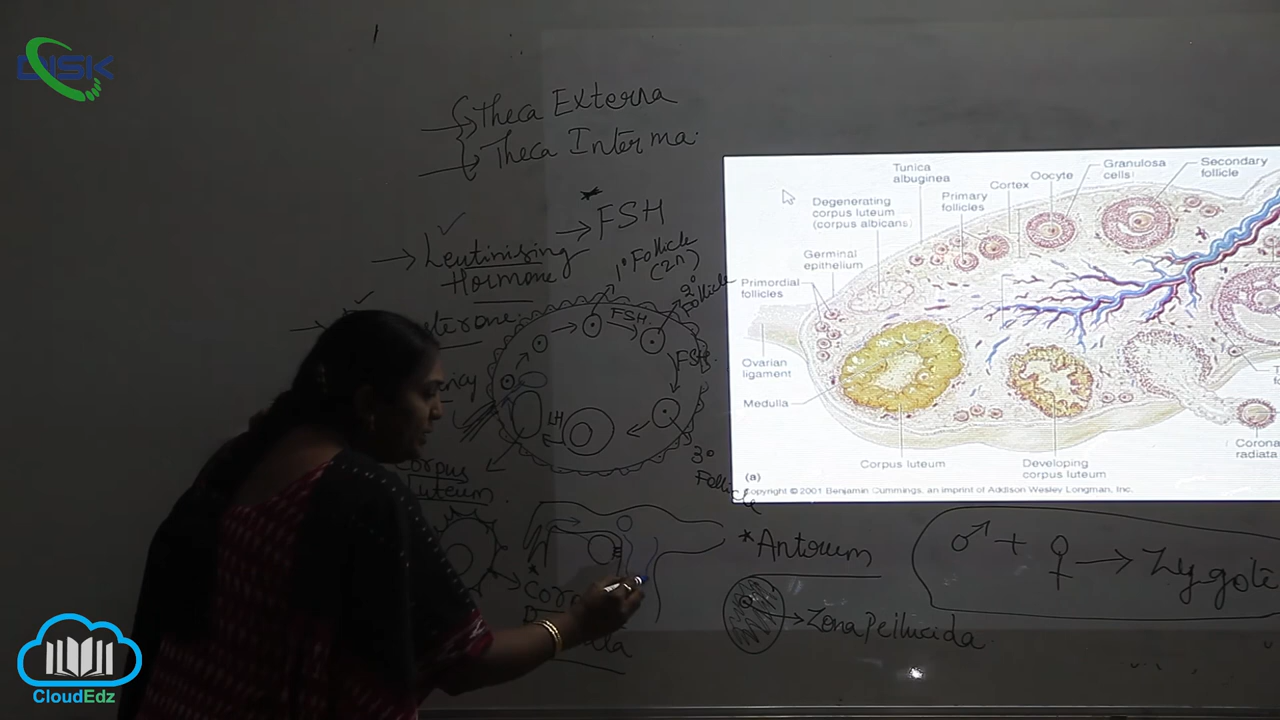 DISK
Theca Externa
Theca Interma
* FSH
Leutinising
Hormone
1° Follicle
(2n)
2°
Follicle
FSH
FSH
LH
3°
Follicle
Corpus
luteum
*
*Antrum
Zona Pellucida
♂ + ♀ → Zygote
Tunica
albuginea
Cortex
Oocyte
Granulosa
cells
Secondary
follicle
Degenerating
corpus luteum
(corpus albicans)
Primary
follicles
Germinal
epithelium
Primordial
follicles
Ovarian
ligament
Medulla
Corpus luteum
Developing
corpus luteum
Corona
radiata
(a)
Copyright © 2001 Benjamin Cummings, an imprint of Addison Wesley Longman, Inc.
CloudEdz